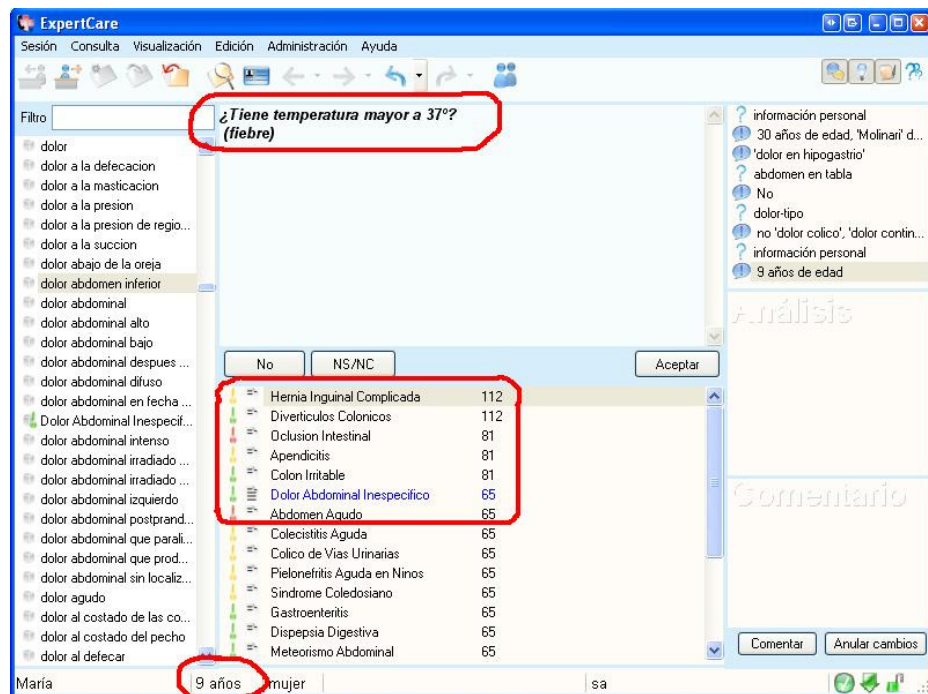 ExpertCare
Sesión Consulta Visualización Edición Administración Ayuda
Filtro
dolor
dolor a la defecacion
dolor a la masticacion
dolor a la presion
dolor a la presion de regio...
dolor a la succion
dolor abajo de la oreja
dolor abdomen inferior
dolor abdominal
dolor abdominal alto
dolor abdominal bajo
dolor abdominal despues ...
dolor abdominal difuso
dolor abdominal en fecha ...
Dolor Abdominal Inespecif...
dolor abdominal intenso
dolor abdominal irradiado ...
dolor abdominal irradiado ...
dolor abdominal izquierdo
dolor abdominal postprand...
dolor abdominal que parali...
dolor abdominal que prod...
dolor abdominal sin localiz...
dolor agudo
dolor al costado de las co...
dolor al costado del pecho
dolor al defecar
¿Tiene temperatura mayor a 37º?
(fiebre)
No NS/NC Aceptar
Hernia Inguinal Complicada 112
Diverticulos Colonicos 112
Oclusion Intestinal 81
Apendicitis 81
Colon Irritable 81
Dolor Abdominal Inespecifico 65
Abdomen Agudo 65
Colecistitis Aguda 65
Colico de Vias Urinarias 65
Pielonefritis Aguda en Ninos 65
Sindrome Coledosiano 65
Gastroenteritis 65
Dispepsia Digestiva 65
Meteorismo Abdominal 65
información personal
30 años de edad, 'Molinari' d...
'dolor en hipogastrio'
abdomen en tabla
No
dolor-tipo
no 'dolor colico', 'dolor contin...
información personal
9 años de edad
Análisis
Comentario
Comentar Anular cambios
María 9 años mujer sa